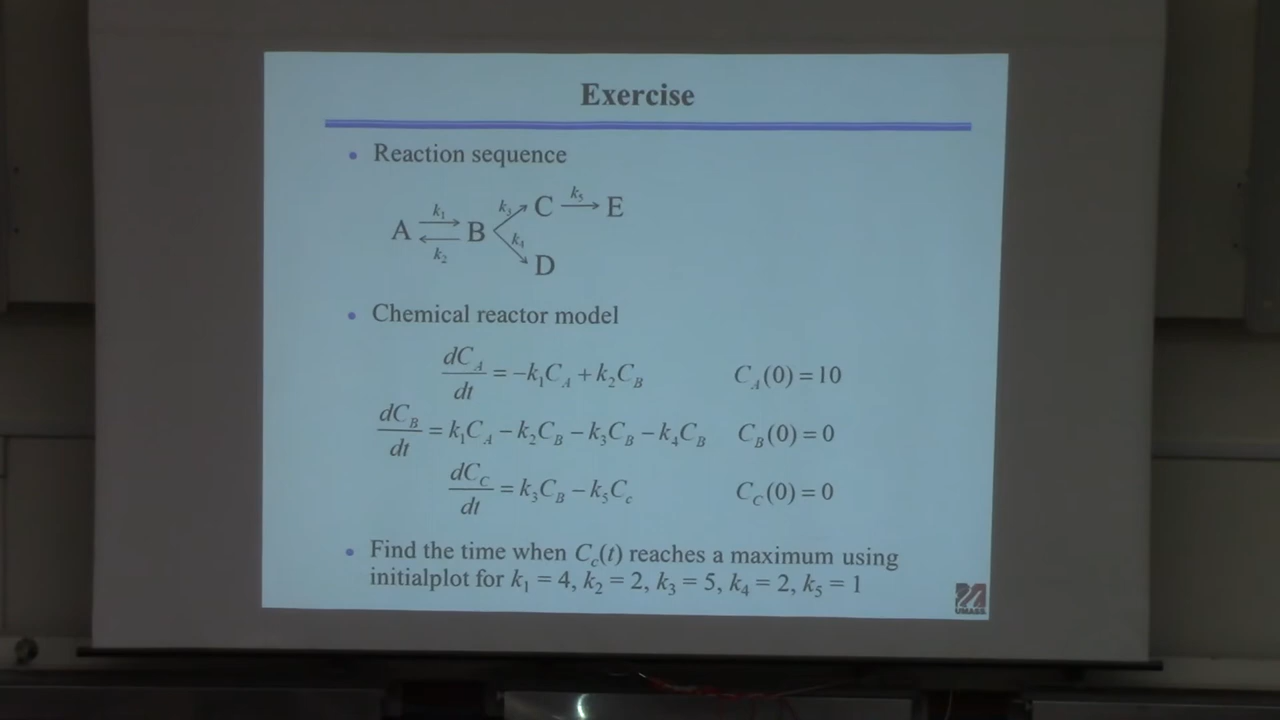 Exercise
• Reaction sequence
A ⇌ B k₁ k₂ k₃ k₄ C → E k₅ D
• Chemical reactor model
dC_A/dt = −k₁C_A + k₂C_B   C_A(0) = 10
dC_B/dt = k₁C_A − k₂C_B − k₃C_B − k₄C_B   C_B(0) = 0
dC_C/dt = k₃C_B − k₅C_c   C_C(0) = 0
• Find the time when C_c(t) reaches a maximum using
initialplot for k₁ = 4, k₂ = 2, k₃ = 5, k₄ = 2, k₅ = 1
UMASS